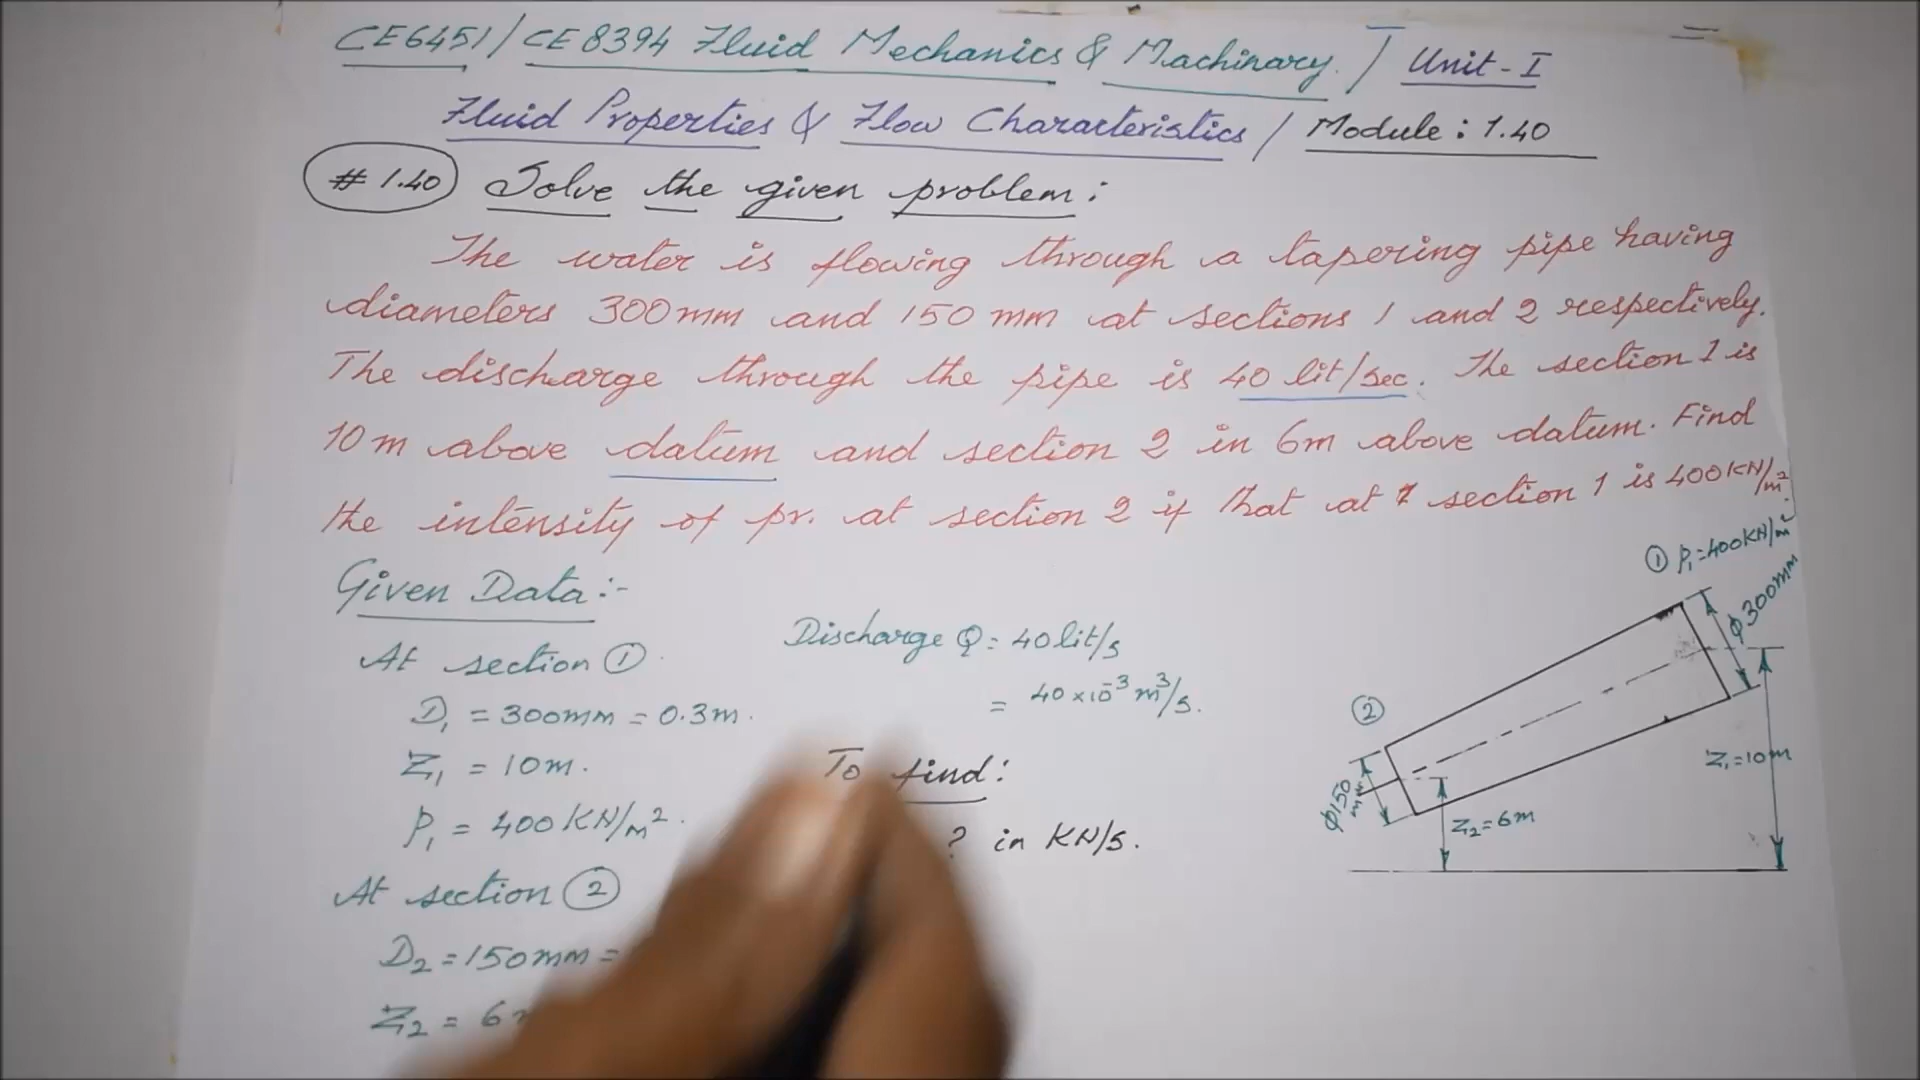 CE6451/CE8394 Fluid Mechanics & Machinary. / Unit-I
Fluid Properties & Flow Characteristics / Module: 1.40
# 1.40 Solve the given problem:
The water is flowing through a tapering pipe having
diameters 300mm and 150 mm at sections 1 and 2 respectively.
The discharge through the pipe is 40 lit/sec. The section 1 is
10m above datum and section 2 in 6m above datum. Find
the intensity of pr. at section 2 if that at section 1 is 400KN/m².
Given Data:-
At section ①
D₁ = 300mm = 0.3m.
Z₁ = 10m.
P₁ = 400KN/m².
At section ②
D₂ = 150mm =
Z₂ = 6
Discharge Q = 40lit/s
= 40×10⁻³ m³/s.
To find:
? in KN/s.
① P₁=400KN/m²
ϕ300mm
②
ϕ150mm
Z₁=10m
Z₂=6m